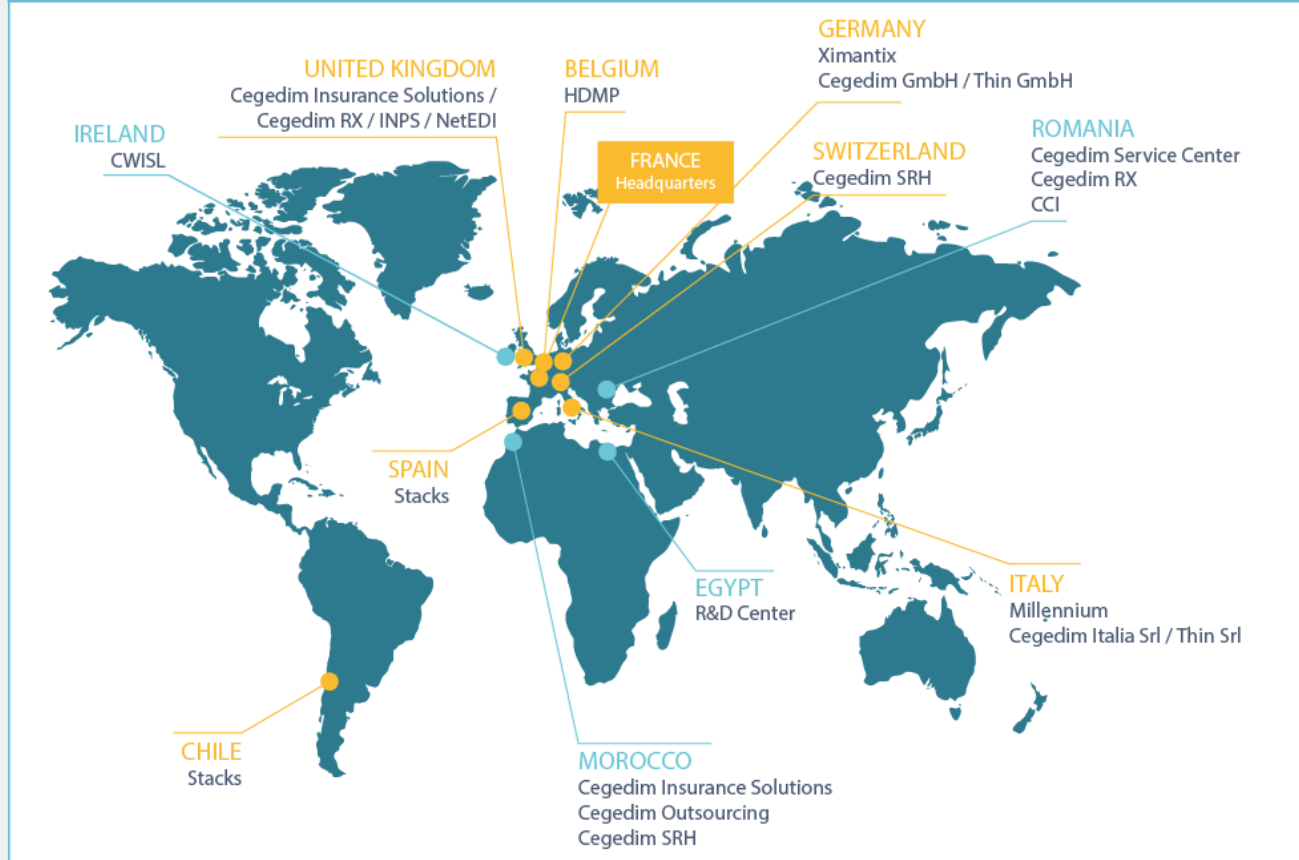 GERMANY
Ximantix
Cegedim GmbH / Thin GmbH
UNITED KINGDOM
Cegedim Insurance Solutions /
Cegedim RX / INPS / NetEDI
BELGIUM
HDMP
IRELAND
CWISL
FRANCE
Headquarters
SWITZERLAND
Cegedim SRH
ROMANIA
Cegedim Service Center
Cegedim RX
CCI
SPAIN
Stacks
EGYPT
R&D Center
ITALY
Millennium
Cegedim Italia Srl / Thin Srl
CHILE
Stacks
MOROCCO
Cegedim Insurance Solutions
Cegedim Outsourcing
Cegedim SRH